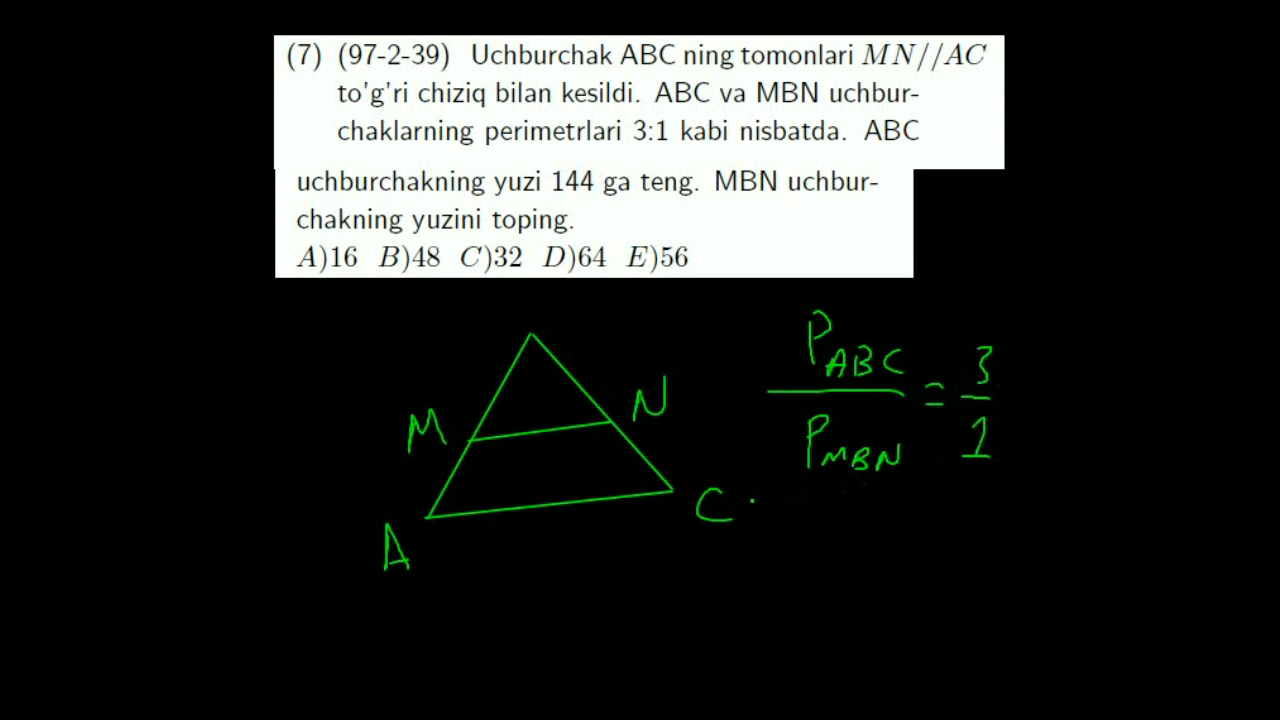 (7) (97-2-39) Uchburchak ABC ning tomonlari MN//AC
to'g'ri chiziq bilan kesildi. ABC va MBN uchbur-
chaklarning perimetrlari 3:1 kabi nisbatda. ABC
uchburchakning yuzi 144 ga teng. MBN uchbur-
chakning yuzini toping.
A)16 B)48 C)32 D)64 E)56
P_ABC / P_MBN = 3 / 1
M N
A C